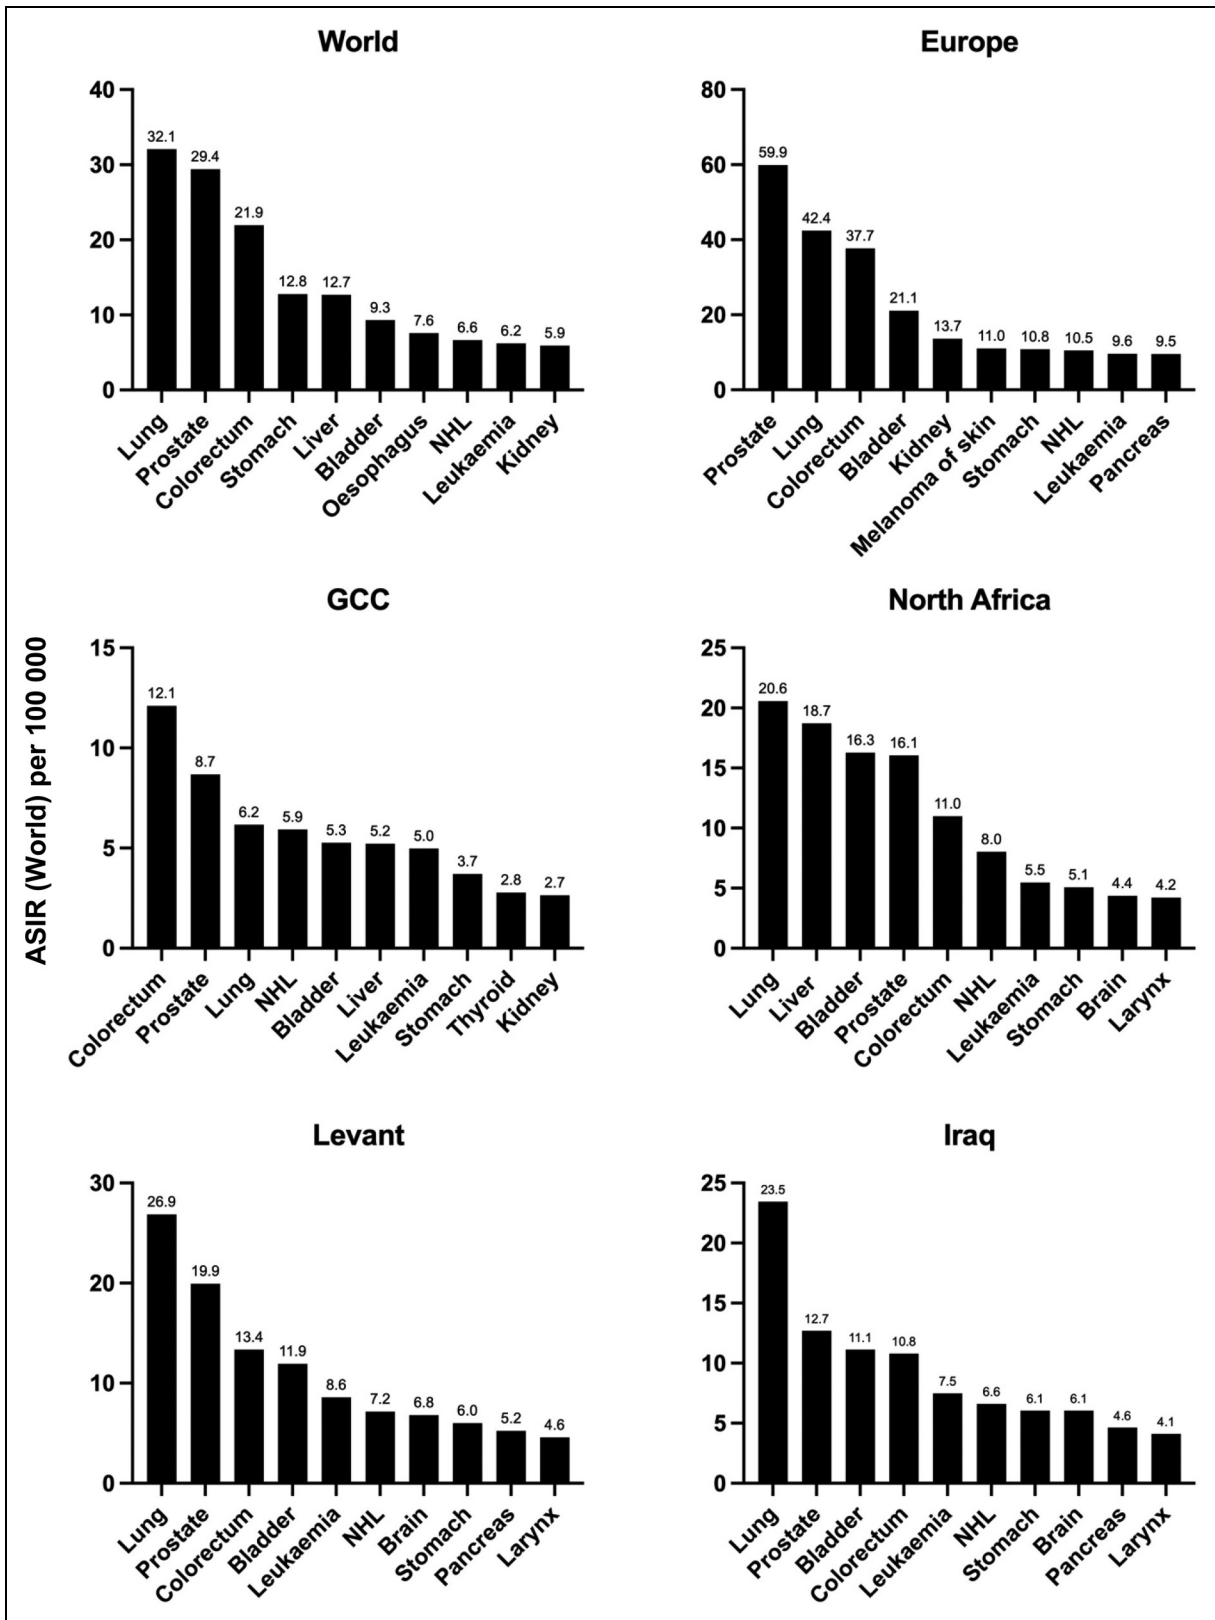 ASIR (World) per 100 000
World
40
30
20
10
0
32.1
29.4
21.9
12.8
12.7
9.3
7.6
6.6
6.2
5.9
Lung
Prostate
Colorectum
Stomach
Liver
Bladder
Oesophagus
NHL
Leukaemia
Kidney
Europe
80
60
40
20
0
59.9
42.4
37.7
21.1
13.7
11.0
10.8
10.5
9.6
9.5
Prostate
Lung
Colorectum
Bladder
Kidney
Melanoma of skin
Stomach
NHL
Leukaemia
Pancreas
GCC
15
10
5
0
12.1
8.7
6.2
5.9
5.3
5.2
5.0
3.7
2.8
2.7
Colorectum
Prostate
Lung
NHL
Bladder
Liver
Leukaemia
Stomach
Thyroid
Kidney
North Africa
25
20
15
10
5
0
20.6
18.7
16.3
16.1
11.0
8.0
5.5
5.1
4.4
4.2
Lung
Liver
Bladder
Prostate
Colorectum
NHL
Leukaemia
Stomach
Brain
Larynx
Levant
30
20
10
0
26.9
19.9
13.4
11.9
8.6
7.2
6.8
6.0
5.2
4.6
Lung
Prostate
Colorectum
Bladder
Leukaemia
NHL
Brain
Stomach
Pancreas
Larynx
Iraq
25
20
15
10
5
0
23.5
12.7
11.1
10.8
7.5
6.6
6.1
6.1
4.6
4.1
Lung
Prostate
Bladder
Colorectum
Leukaemia
NHL
Stomach
Brain
Pancreas
Larynx